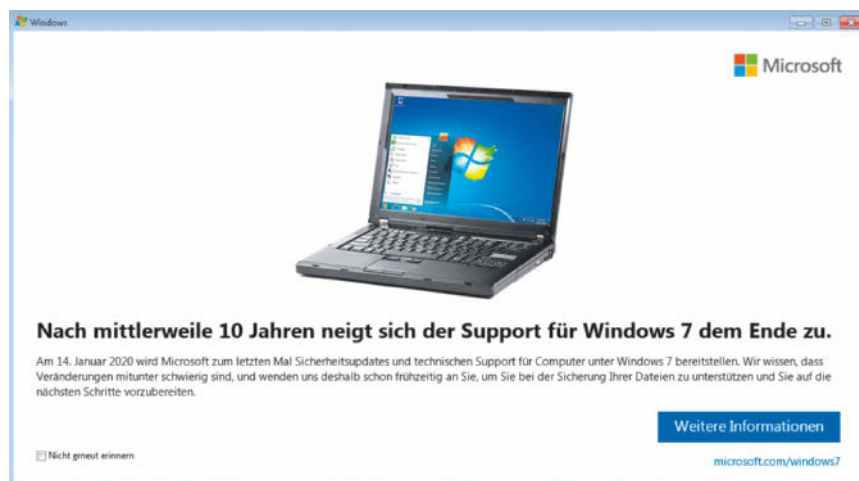 Windows
Microsoft
Nach mittlerweile 10 Jahren neigt sich der Support für Windows 7 dem Ende zu.
Am 14. Januar 2020 wird Microsoft zum letzten Mal Sicherheitsupdates und technischen Support für Computer unter Windows 7 bereitstellen. Wir wissen, dass
Veränderungen mitunter schwierig sind, und wenden uns deshalb schon frühzeitig an Sie, um Sie bei der Sicherung Ihrer Dateien zu unterstützen und Sie auf die
nächsten Schritte vorzubereiten.
Weitere Informationen
Nicht erneut erinnern
microsoft.com/windows7